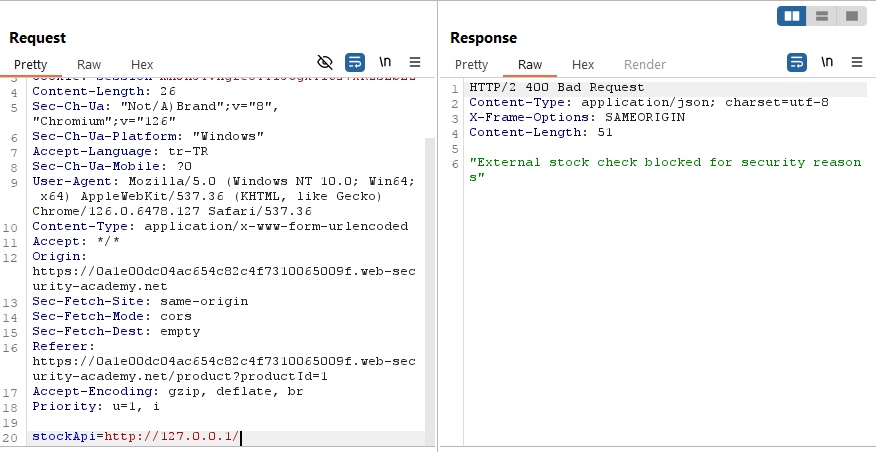 Request
Pretty Raw Hex
\n
4 Content-Length: 26
5 Sec-Ch-Ua: "Not/A)Brand";v="8",
"Chromium";v="126"
6 Sec-Ch-Ua-Platform: "Windows"
7 Accept-Language: tr-TR
8 Sec-Ch-Ua-Mobile: ?0
9 User-Agent: Mozilla/5.0 (Windows NT 10.0; Win64;
x64) AppleWebKit/537.36 (KHTML, like Gecko)
Chrome/126.0.6478.127 Safari/537.36
10 Content-Type: application/x-www-form-urlencoded
11 Accept: */*
12 Origin:
https://0a1e00dc04ac654c82c4f7310065009f.web-sec
urity-academy.net
13 Sec-Fetch-Site: same-origin
14 Sec-Fetch-Mode: cors
15 Sec-Fetch-Dest: empty
16 Referer:
https://0a1e00dc04ac654c82c4f7310065009f.web-sec
urity-academy.net/product?productId=1
17 Accept-Encoding: gzip, deflate, br
18 Priority: u=1, i
19
20 stockApi=http://127.0.0.1/
Response
Pretty Raw Hex Render
\n
1 HTTP/2 400 Bad Request
2 Content-Type: application/json; charset=utf-8
3 X-Frame-Options: SAMEORIGIN
4 Content-Length: 51
5
6 "External stock check blocked for security reason
s"